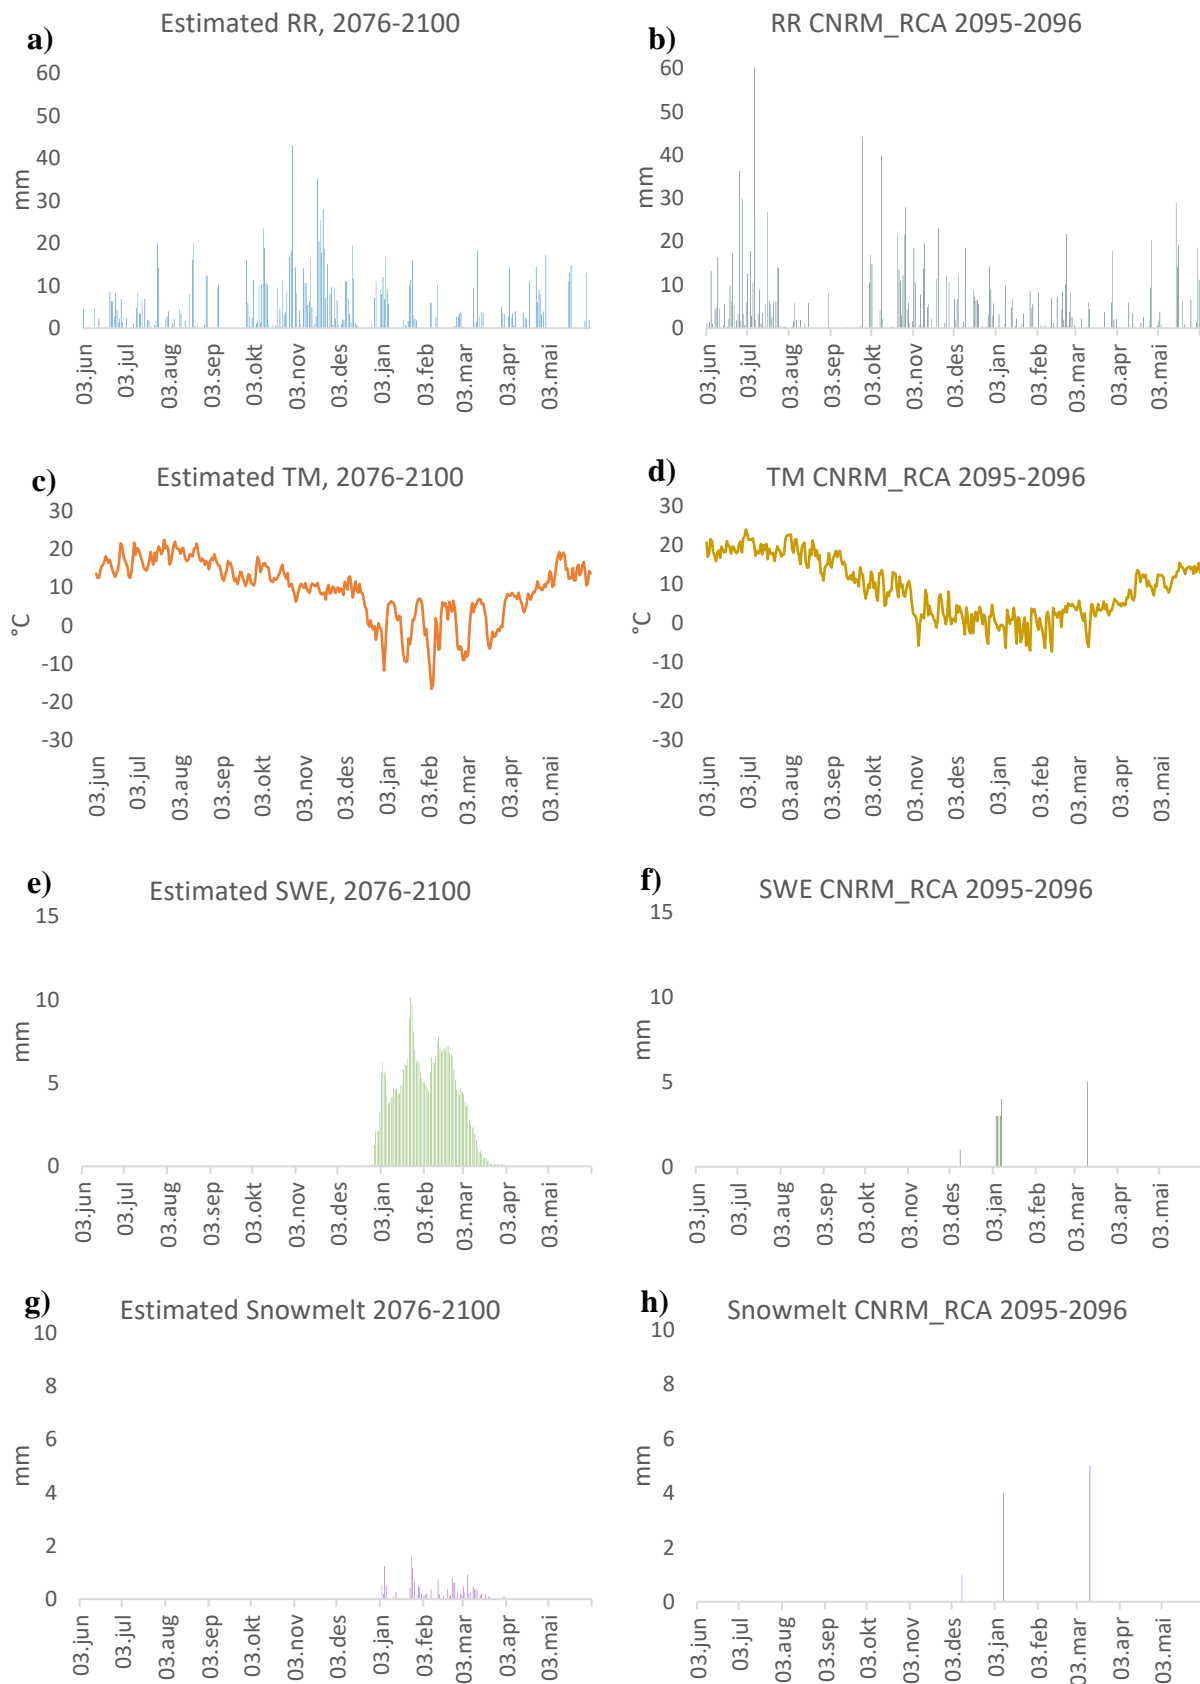 a)
Estimated RR, 2076-2100
mm
60
50
40
30
20
10
0
03.jun
03.jul
03.aug
03.sep
03.okt
03.nov
03.des
03.jan
03.feb
03.mar
03.apr
03.mai
b)
RR CNRM_RCA 2095-2096
mm
60
50
40
30
20
10
0
03.jun
03.jul
03.aug
03.sep
03.okt
03.nov
03.des
03.jan
03.feb
03.mar
03.apr
03.mai
c)
Estimated TM, 2076-2100
°C
30
20
10
0
-10
-20
-30
03.jun
03.jul
03.aug
03.sep
03.okt
03.nov
03.des
03.jan
03.feb
03.mar
03.apr
03.mai
d)
TM CNRM_RCA 2095-2096
°C
30
20
10
0
-10
-20
-30
03.jun
03.jul
03.aug
03.sep
03.okt
03.nov
03.des
03.jan
03.feb
03.mar
03.apr
03.mai
e)
Estimated SWE, 2076-2100
mm
15
10
5
0
03.jun
03.jul
03.aug
03.sep
03.okt
03.nov
03.des
03.jan
03.feb
03.mar
03.apr
03.mai
f)
SWE CNRM_RCA 2095-2096
mm
15
10
5
0
03.jun
03.jul
03.aug
03.sep
03.okt
03.nov
03.des
03.jan
03.feb
03.mar
03.apr
03.mai
g)
Estimated Snowmelt 2076-2100
mm
10
8
6
4
2
0
03.jun
03.jul
03.aug
03.sep
03.okt
03.nov
03.des
03.jan
03.feb
03.mar
03.apr
03.mai
h)
Snowmelt CNRM_RCA 2095-2096
mm
10
8
6
4
2
0
03.jun
03.jul
03.aug
03.sep
03.okt
03.nov
03.des
03.jan
03.feb
03.mar
03.apr
03.mai